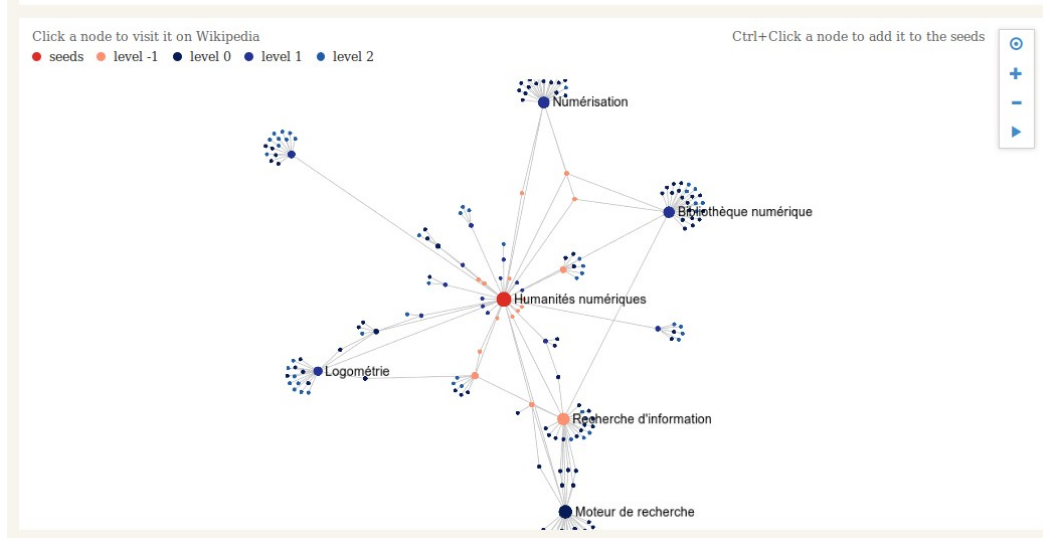 Click a node to visit it on Wikipedia
Ctrl+Click a node to add it to the seeds
seeds level -1 level 0 level 1 level 2
Numérisation
Bibliothèque numérique
Humanités numériques
Logométrie
Recherche d'information
Moteur de recherche